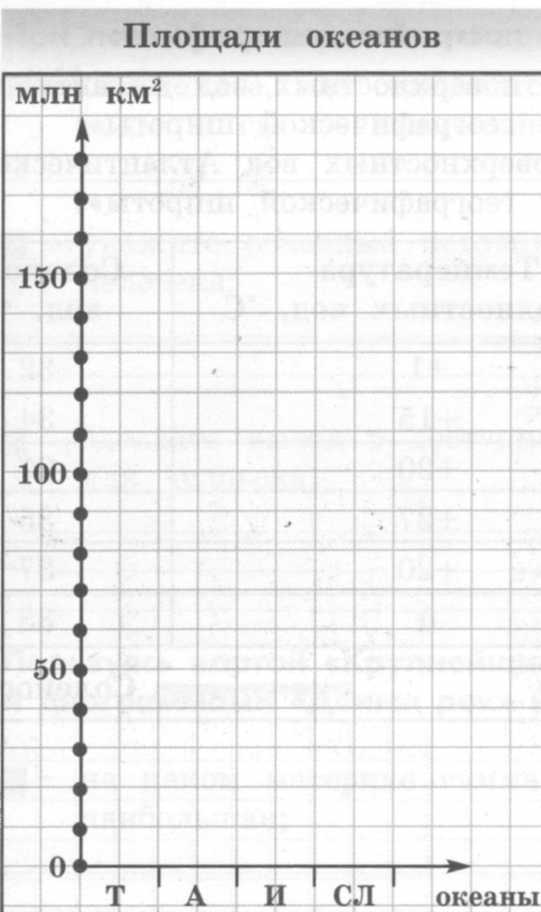 Площади океанов
млн км²
150
100
50
0
Т А И СЛ океаны